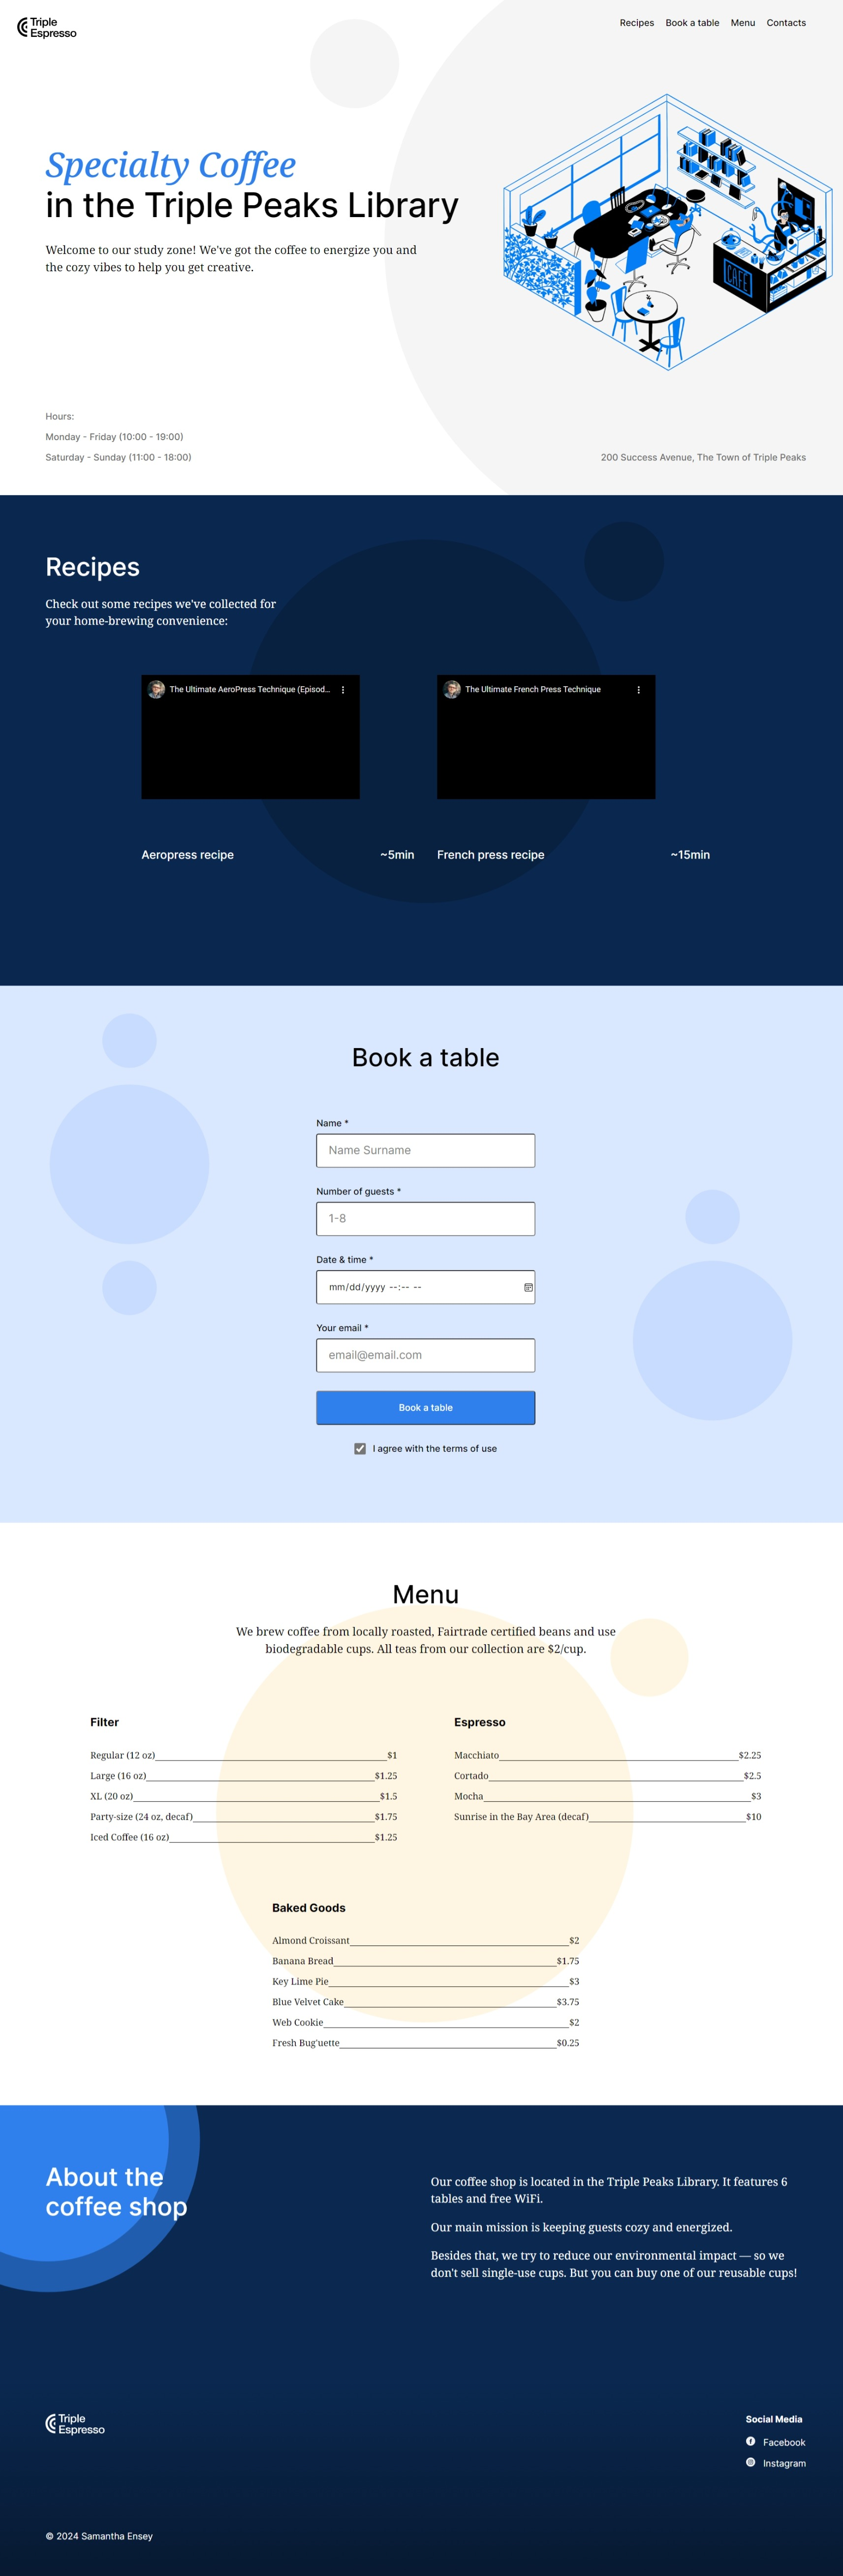 Triple
Espresso
Recipes Book a table Menu Contacts
Specialty Coffee
in the Triple Peaks Library
Welcome to our study zone! We've got the coffee to energize you and
the cozy vibes to help you get creative.
CAFE
Hours:
Monday - Friday (10:00 - 19:00)
Saturday - Sunday (11:00 - 18:00)
200 Success Avenue, The Town of Triple Peaks
Recipes
Check out some recipes we've collected for
your home-brewing convenience:
The Ultimate AeroPress Technique (Episod...
The Ultimate French Press Technique
Aeropress recipe ~5min
French press recipe ~15min
Book a table
Name *
Name Surname
Number of guests *
1-8
Date & time *
mm/dd/yyyy --:-- --
Your email *
email@email.com
Book a table
I agree with the terms of use
Menu
We brew coffee from locally roasted, Fairtrade certified beans and use
biodegradable cups. All teas from our collection are $2/cup.
Filter
Regular (12 oz) $1
Large (16 oz) $1.25
XL (20 oz) $1.5
Party-size (24 oz, decaf) $1.75
Iced Coffee (16 oz) $1.25
Espresso
Macchiato $2.25
Cortado $2.5
Mocha $3
Sunrise in the Bay Area (decaf) $10
Baked Goods
Almond Croissant $2
Banana Bread $1.75
Key Lime Pie $3
Blue Velvet Cake $3.75
Web Cookie $2
Fresh Bug'uette $0.25
About the
coffee shop
Our coffee shop is located in the Triple Peaks Library. It features 6
tables and free WiFi.
Our main mission is keeping guests cozy and energized.
Besides that, we try to reduce our environmental impact — so we
don't sell single-use cups. But you can buy one of our reusable cups!
Triple
Espresso
Social Media
Facebook
Instagram
© 2024 Samantha Ensey